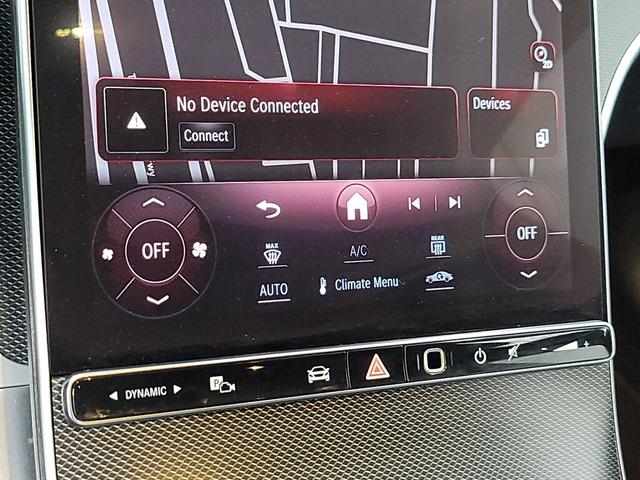 No Device Connected
Devices
Connect
OFF
OFF
MAX
A/C
REAR
AUTO
Climate Menu
DYNAMIC
P